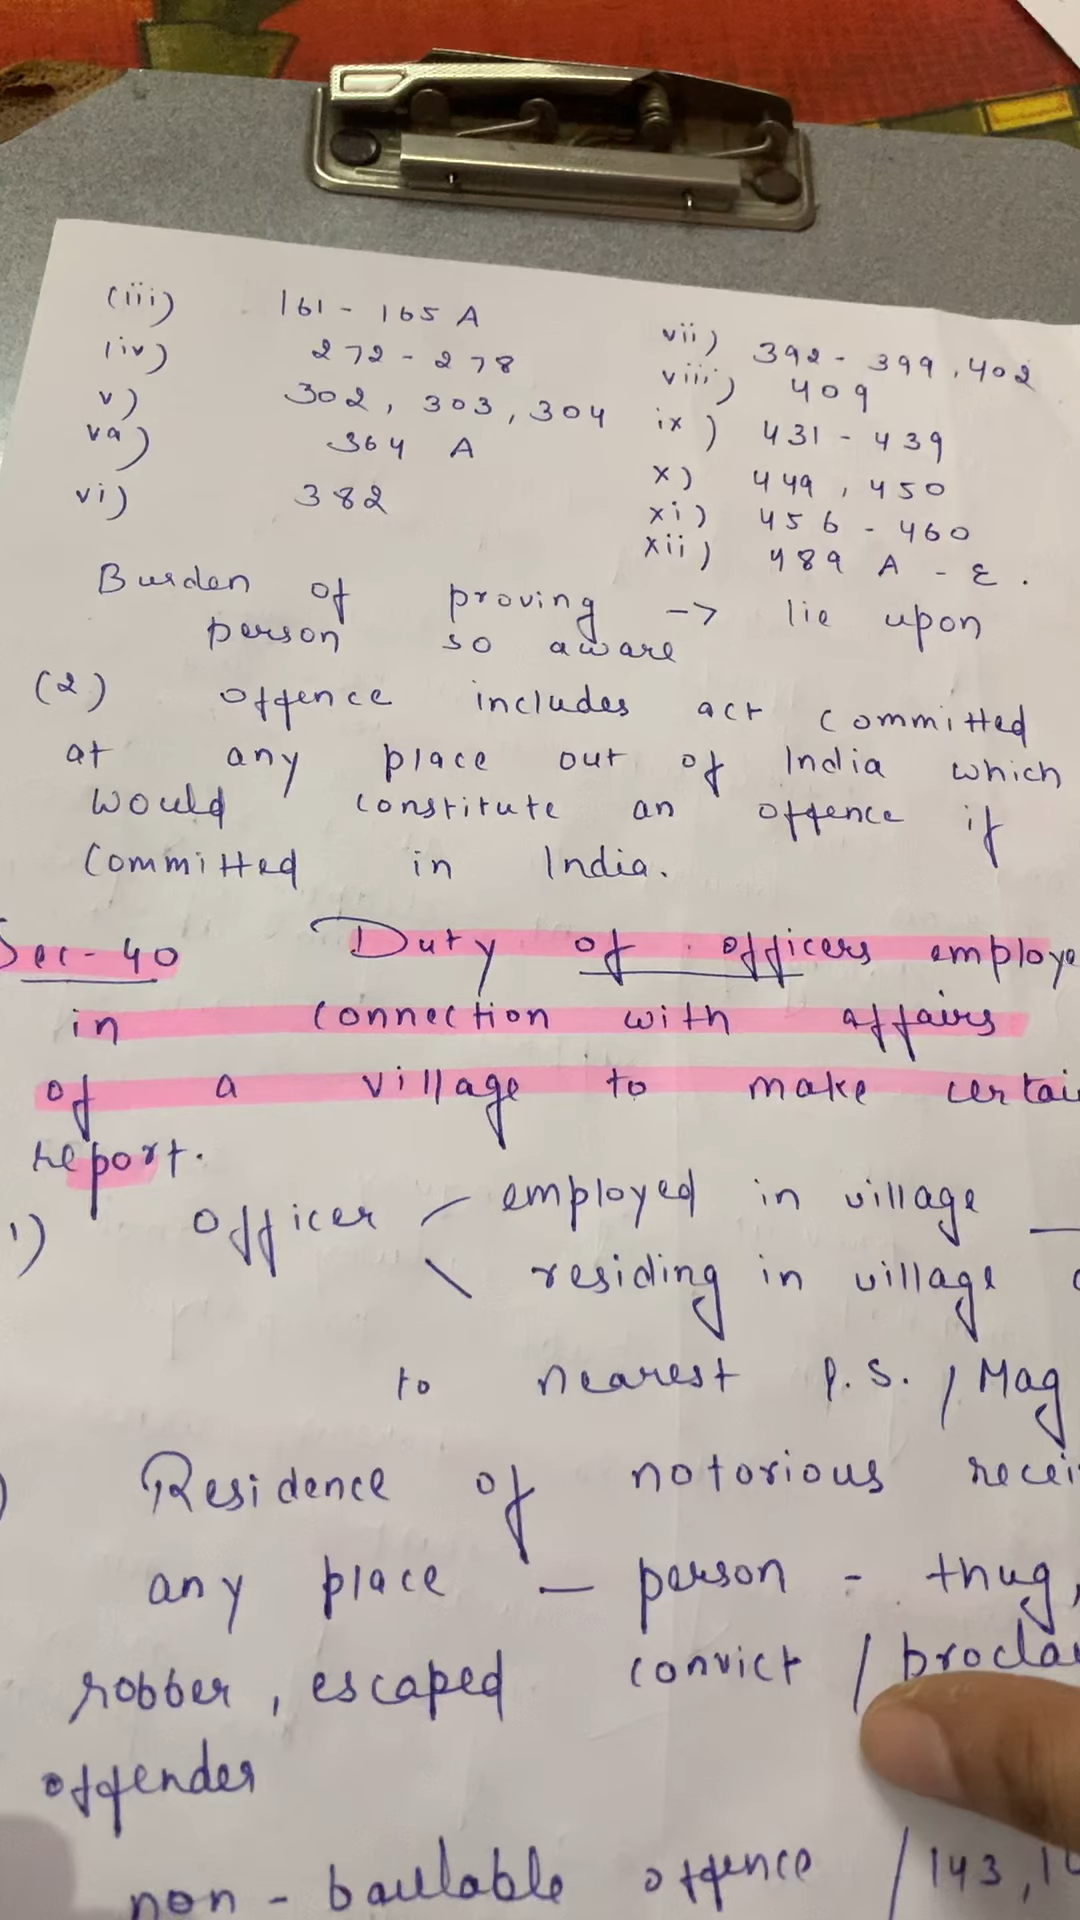 (iii) 161 - 165 A
(iv) 272 - 278
v) 302, 303, 304
va) 364 A
vi) 382
vii) 392 - 399, 402
viii) 409
ix) 431 - 439
x) 449, 450
xi) 456 - 460
xii) 489 A - E.
Burden of proving -> lie upon
person so aware
(2) offence includes act committed
at any place out of India which
would constitute an offence if
committed in India.
Sec- 40 Duty of officers employe
in connection with affairs
of a village to make certai
report.
1) officer employed in village —
residing in village
to nearest P.S. / Mag
Residence of notorious recei
any place — person - thug,
robber, escaped convict / procla
offender
non - bailable offence / 143, 14